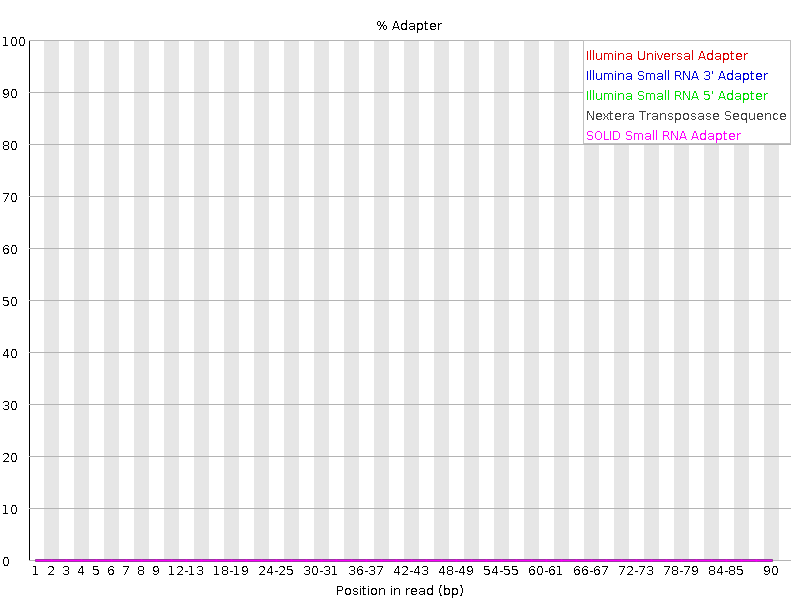 % Adapter
100
90
80
70
60
50
40
30
20
10
0
Illumina Universal Adapter
Illumina Small RNA 3' Adapter
Illumina Small RNA 5' Adapter
Nextera Transposase Sequence
SOLID Small RNA Adapter
1 2 3 4 5 6 7 8 9 12-13 18-19 24-25 30-31 36-37 42-43 48-49 54-55 60-61 66-67 72-73 78-79 84-85 90
Position in read (bp)